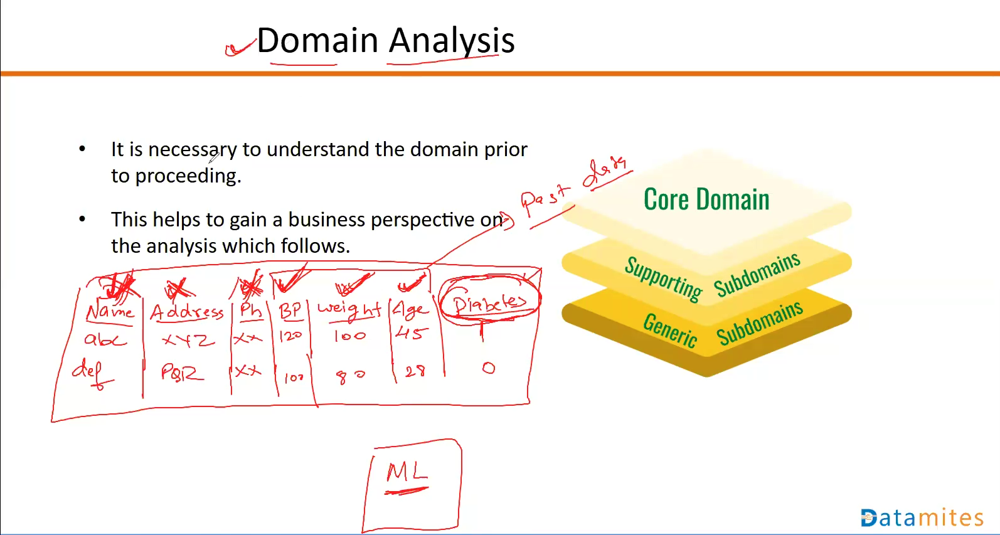 Domain Analysis
• It is necessary to understand the domain prior
to proceeding.
• This helps to gain a business perspective on
the analysis which follows.
Past data
Core Domain
Supporting Subdomains
Generic Subdomains
Name Address Ph BP weight Age Diabetes
abc XYZ xx 120 100 45 1
def PQR xx 100 80 28 0
ML
Datamites